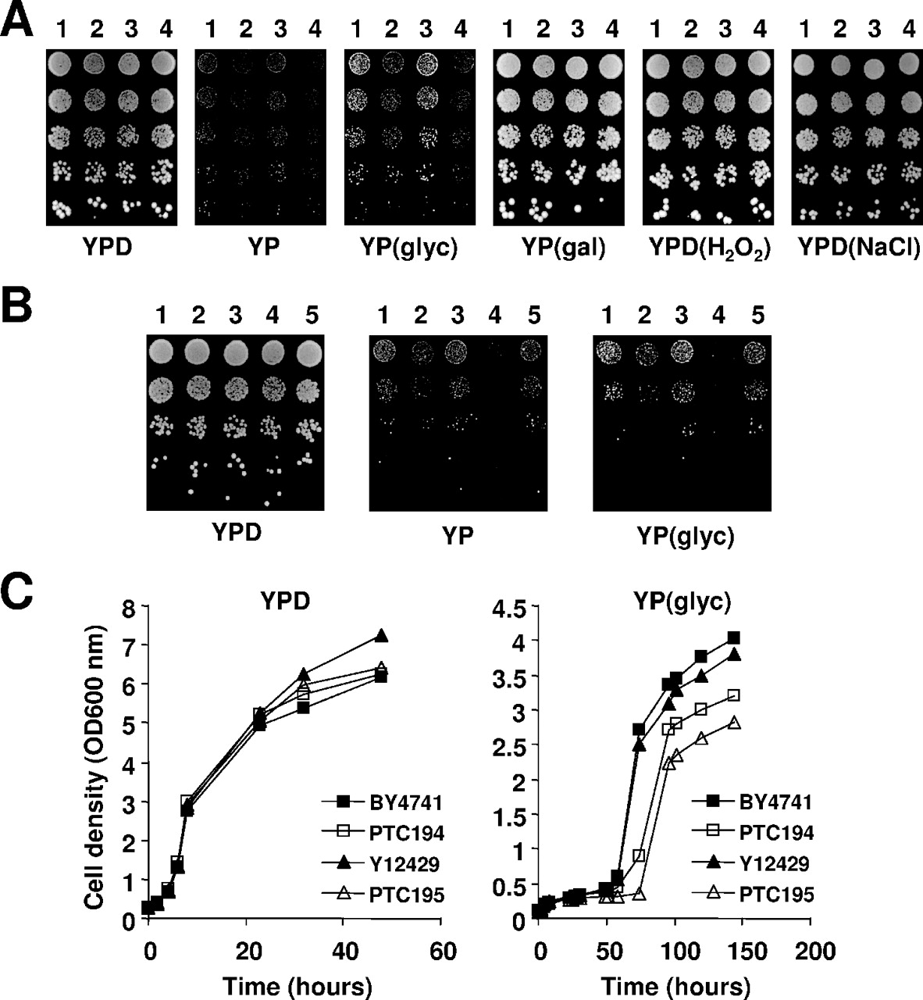 A
1 2 3 4 1 2 3 4 1 2 3 4 1 2 3 4 1 2 3 4 1 2 3 4
YPD YP YP(glyc) YP(gal) YPD(H₂O₂) YPD(NaCl)
B
1 2 3 4 5 1 2 3 4 5 1 2 3 4 5
YPD YP YP(glyc)
C
YPD
Cell density (OD600 nm)
8
7
6
5
4
3
2
1
0
BY4741
PTC194
Y12429
PTC195
0 20 40 60
Time (hours)
YP(glyc)
4.5
4
3.5
3
2.5
2
1.5
1
0.5
0
BY4741
PTC194
Y12429
PTC195
0 50 100 150 200
Time (hours)